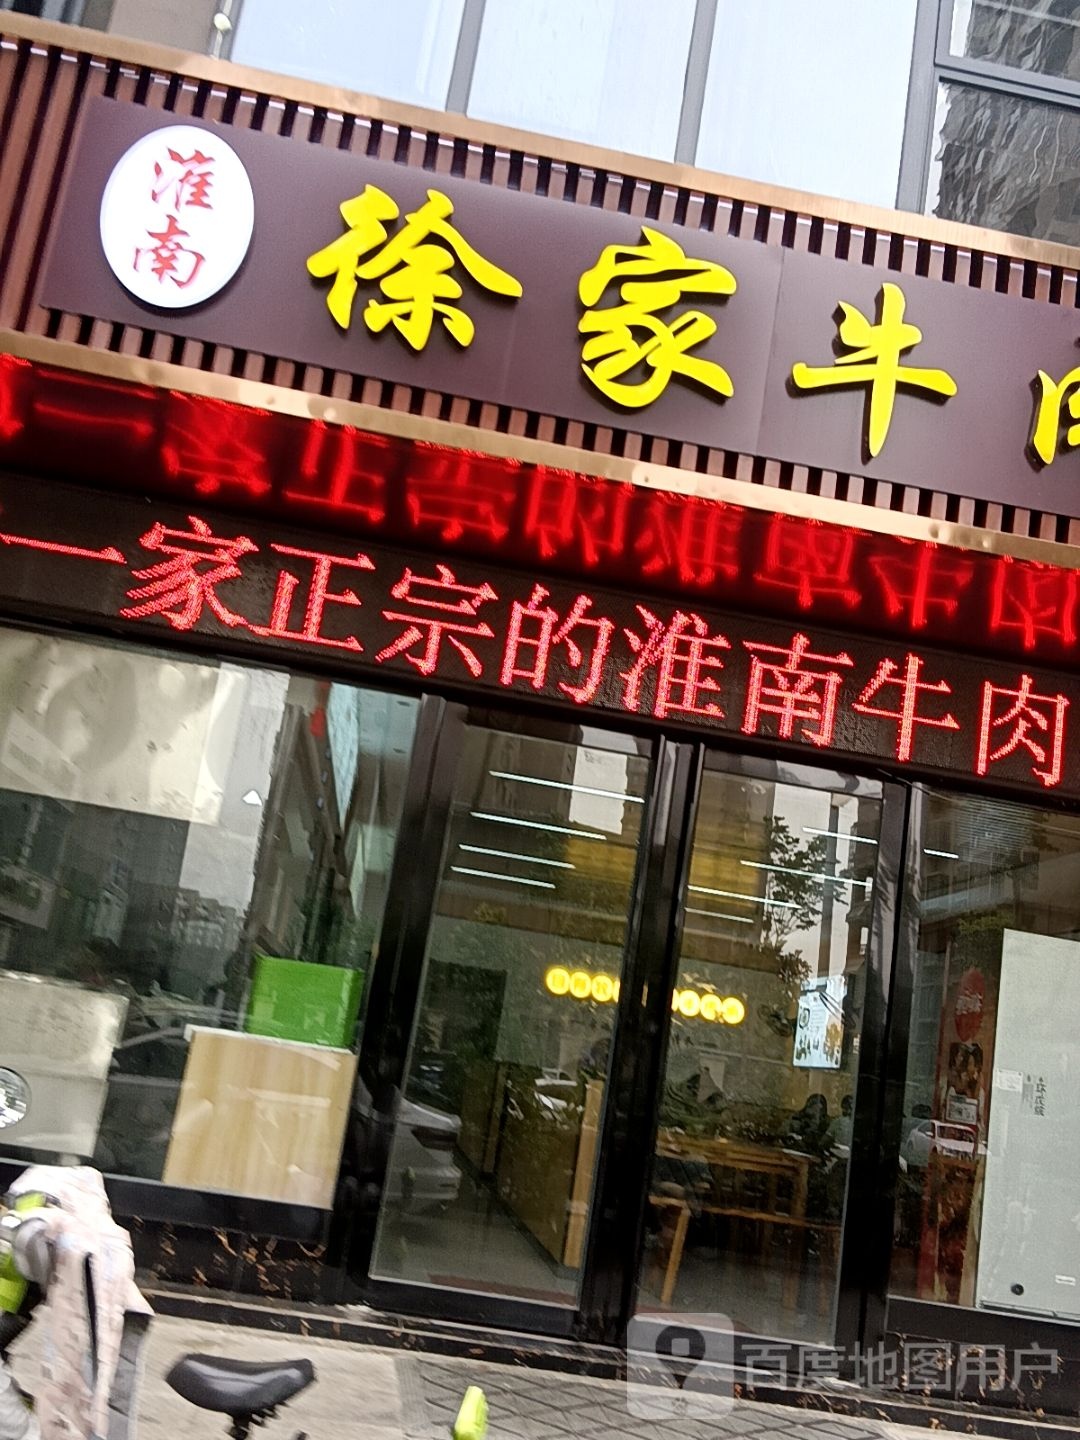 淮南
徐家牛肉
一家正宗的淮南牛肉
百度地图用户